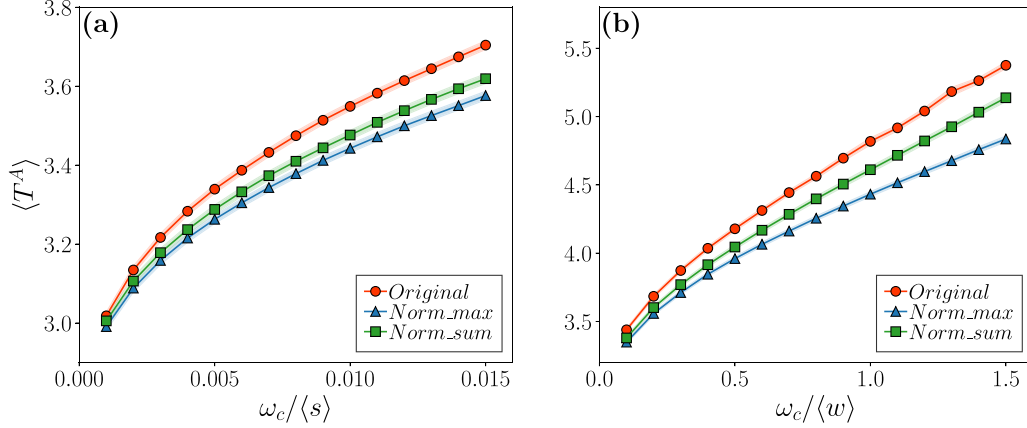 (a)
3.8
3.6
3.4
3.2
3.0
⟨T^A⟩
0.000
0.005
0.010
0.015
ω_c/⟨s⟩
Original
Norm_max
Norm_sum
(b)
5.5
5.0
4.5
4.0
3.5
0.0
0.5
1.0
1.5
ω_c/⟨w⟩
Original
Norm_max
Norm_sum